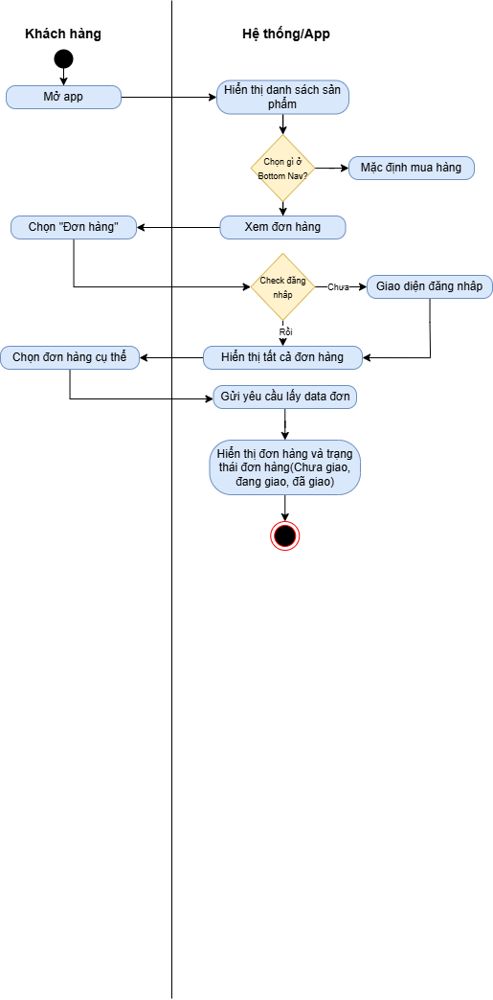 Khách hàng
Hệ thống/App
Mở app
Hiển thị danh sách sản
phẩm
Chọn gì ở
Bottom Nav?
Mặc định mua hàng
Chọn "Đơn hàng"
Xem đơn hàng
Check đăng
nhâp
Chưa
Giao diện đăng nhâp
Rồi
Chọn đơn hàng cụ thể
Hiển thị tất cả đơn hàng
Gửi yêu cầu lấy data đơn
Hiển thị đơn hàng và trạng
thái đơn hàng(Chưa giao,
đang giao, đã giao)